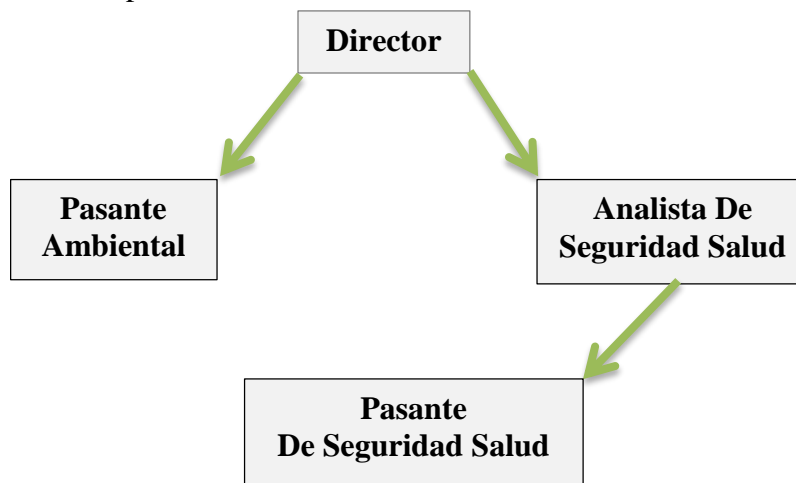 Director
Pasante
Ambiental
Analista De
Seguridad Salud
Pasante
De Seguridad Salud